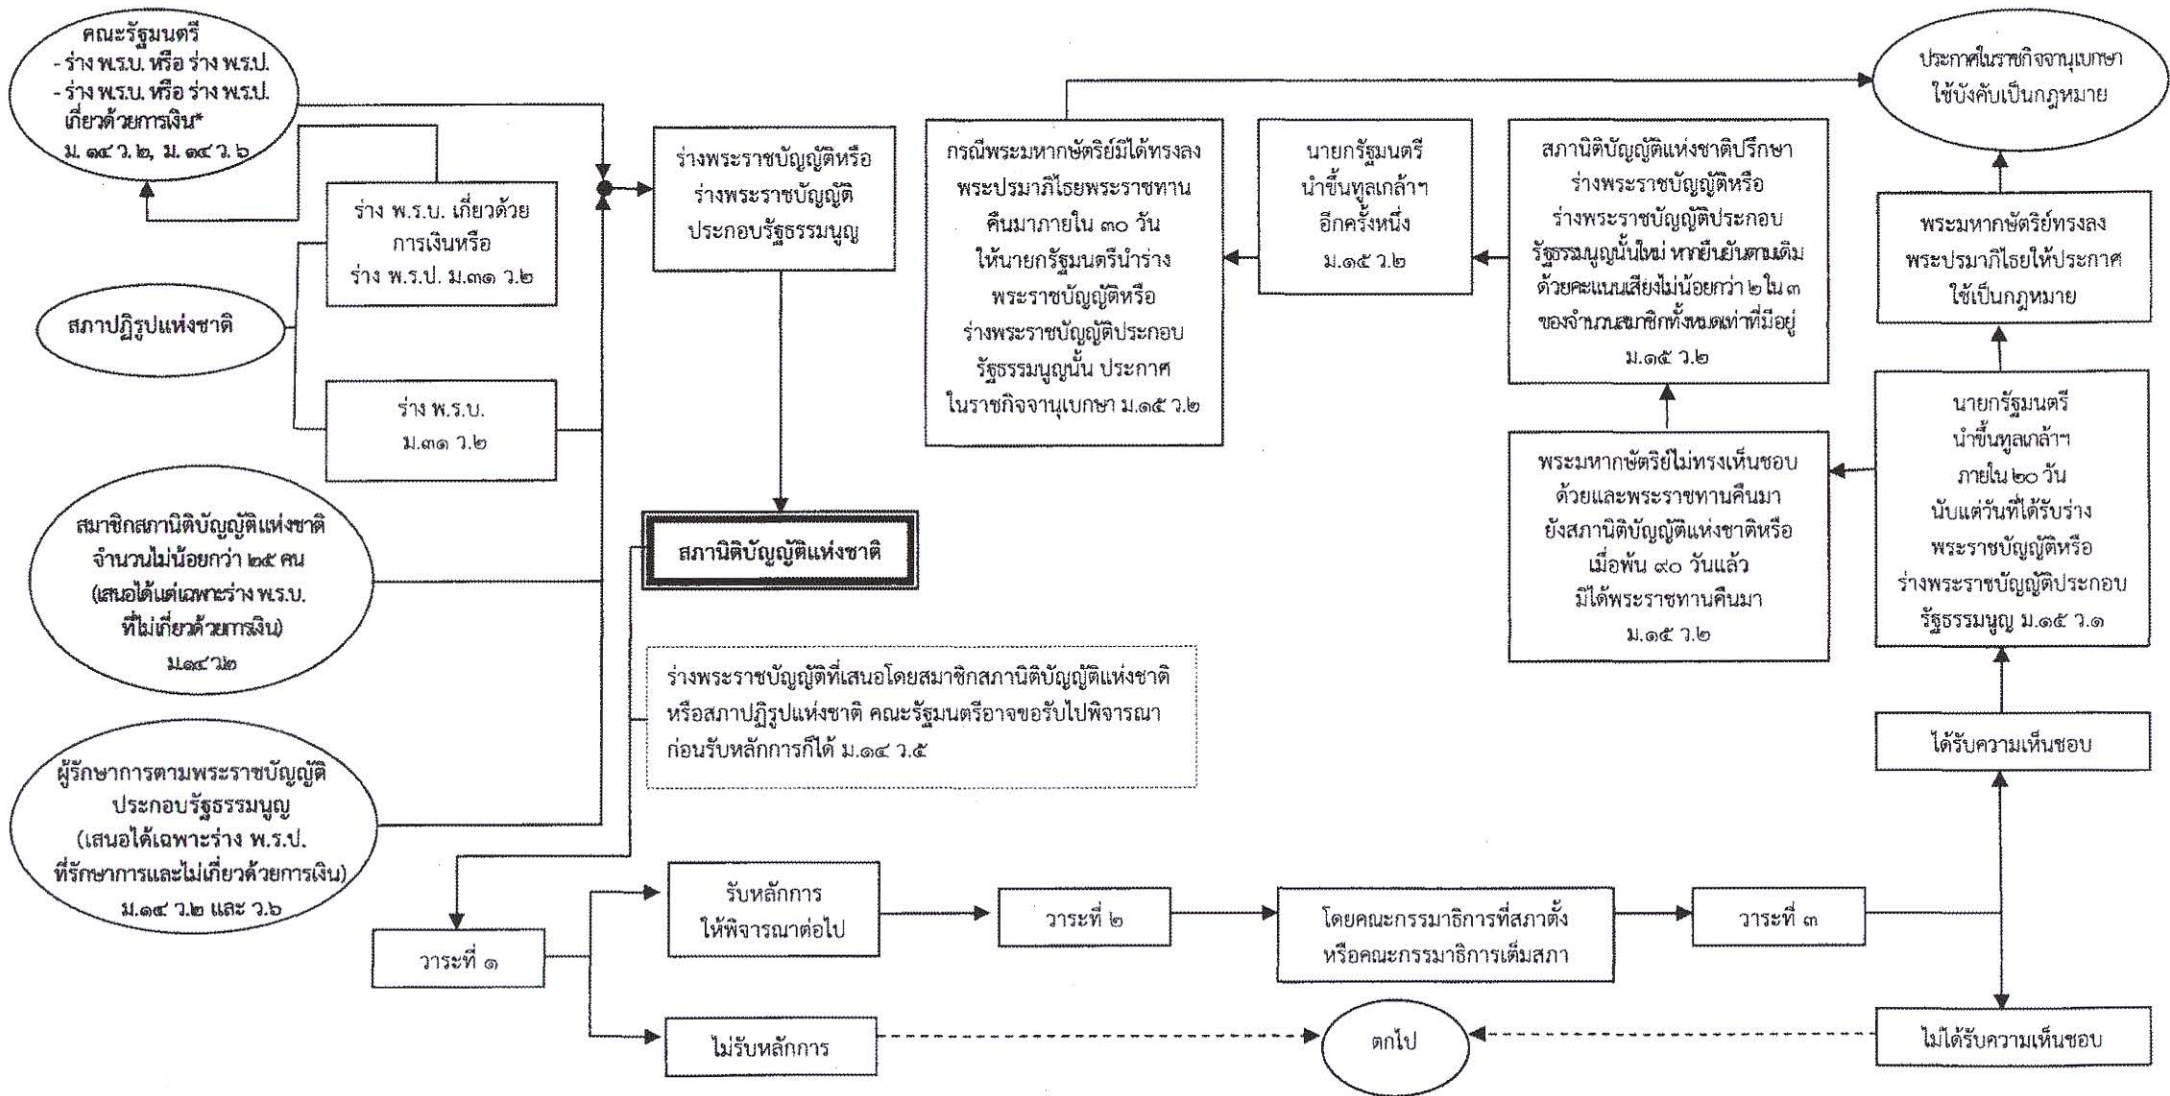 คณะรัฐมนตรี
- ร่าง พ.ร.บ. หรือ ร่าง พ.ร.ป.
- ร่าง พ.ร.บ. หรือ ร่าง พ.ร.ป.
เกี่ยวด้วยการเงิน*
ม. ๑๔ ว. ๒, ม. ๑๔ ว. ๖
ร่าง พ.ร.บ. เกี่ยวด้วย
การเงินหรือ
ร่าง พ.ร.ป. ม.๓๑ ว.๒
สภาปฏิรูปแห่งชาติ
ร่าง พ.ร.บ.
ม.๓๑ ว.๒
สมาชิกสภานิติบัญญัติแห่งชาติ
จำนวนไม่น้อยกว่า ๒๕ คน
(เสนอได้แต่เฉพาะร่าง พ.ร.บ.
ที่ไม่เกี่ยวด้วยการเงิน)
ม.๑๔ ว๒
ผู้รักษาการตามพระราชบัญญัติ
ประกอบรัฐธรรมนูญ
(เสนอได้เฉพาะร่าง พ.ร.ป.
ที่รักษาการและไม่เกี่ยวด้วยการเงิน)
ม.๑๔ ว.๒ และ ว.๖
ร่างพระราชบัญญัติหรือ
ร่างพระราชบัญญัติ
ประกอบรัฐธรรมนูญ
สภานิติบัญญัติแห่งชาติ
ร่างพระราชบัญญัติที่เสนอโดยสมาชิกสภานิติบัญญัติแห่งชาติ
หรือสภาปฏิรูปแห่งชาติ คณะรัฐมนตรีอาจขอรับไปพิจารณา
ก่อนรับหลักการก็ได้ ม.๑๔ ว.๕
วาระที่ ๑
รับหลักการ
ให้พิจารณาต่อไป
ไม่รับหลักการ
วาระที่ ๒
โดยคณะกรรมาธิการที่สภาตั้ง
หรือคณะกรรมาธิการเต็มสภา
วาระที่ ๓
ตกไป
ไม่ได้รับความเห็นชอบ
ได้รับความเห็นชอบ
นายกรัฐมนตรี
นำขึ้นทูลเกล้าฯ
ภายใน ๒๐ วัน
นับแต่วันที่ได้รับร่าง
พระราชบัญญัติหรือ
ร่างพระราชบัญญัติประกอบ
รัฐธรรมนูญ ม.๑๕ ว.๑
พระมหากษัตริย์ทรงลง
พระปรมาภิไธยให้ประกาศ
ใช้เป็นกฎหมาย
ประกาศในราชกิจจานุเบกษา
ใช้บังคับเป็นกฎหมาย
พระมหากษัตริย์ไม่ทรงเห็นชอบ
ด้วยและพระราชทานคืนมา
ยังสภานิติบัญญัติแห่งชาติหรือ
เมื่อพ้น ๙๐ วันแล้ว
มิได้พระราชทานคืนมา
ม.๑๕ ว.๒
สภานิติบัญญัติแห่งชาติปรึกษา
ร่างพระราชบัญญัติหรือ
ร่างพระราชบัญญัติประกอบ
รัฐธรรมนูญนั้นใหม่ หากยืนยันตามเดิม
ด้วยคะแนนเสียงไม่น้อยกว่า ๒ ใน ๓
ของจำนวนสมาชิกทั้งหมดเท่าที่มีอยู่
ม.๑๕ ว.๒
นายกรัฐมนตรี
นำขึ้นทูลเกล้าฯ
อีกครั้งหนึ่ง
ม.๑๕ ว.๒
กรณีพระมหากษัตริย์มิได้ทรงลง
พระปรมาภิไธยพระราชทาน
คืนมาภายใน ๓๐ วัน
ให้นายกรัฐมนตรีนำร่าง
พระราชบัญญัติหรือ
ร่างพระราชบัญญัติประกอบ
รัฐธรรมนูญนั้น ประกาศ
ในราชกิจจานุเบกษา ม.๑๕ ว.๒